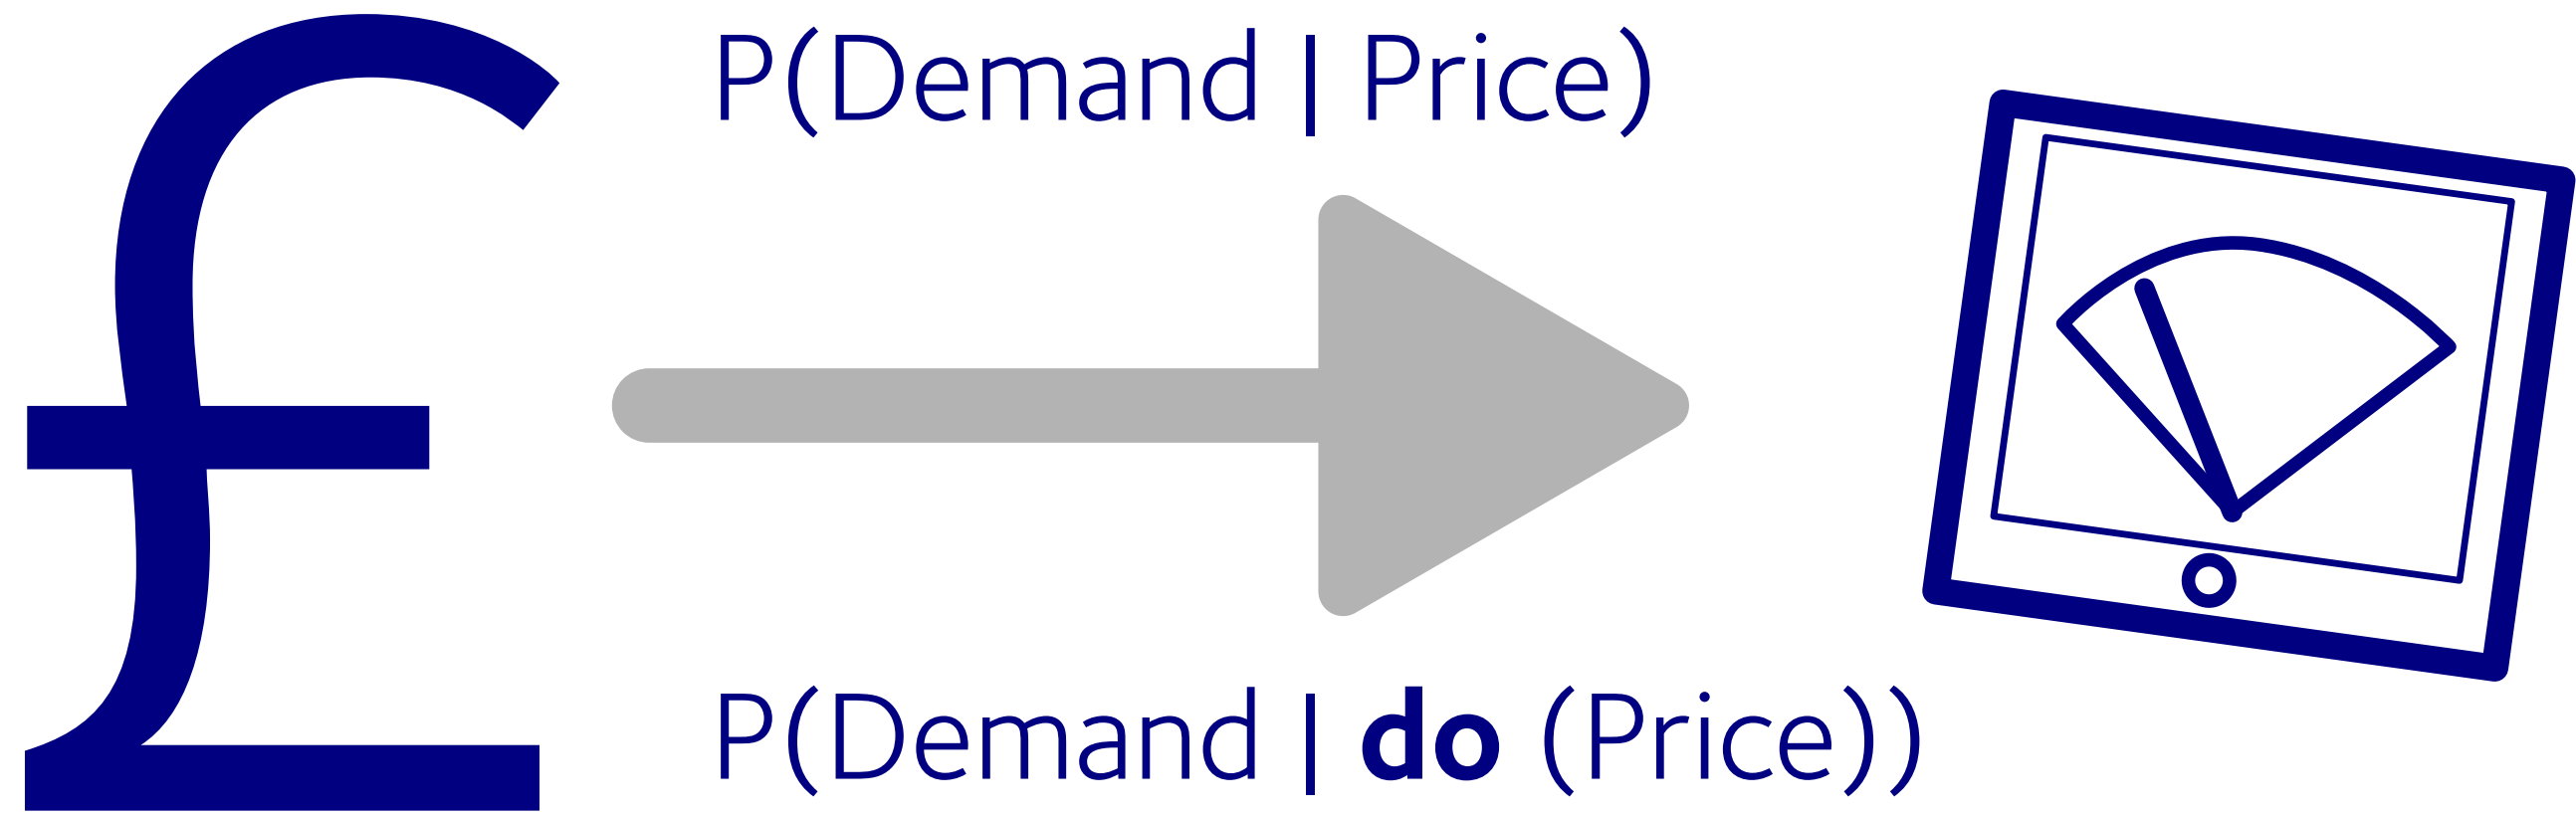 £
P(Demand | Price)
P(Demand | do (Price))